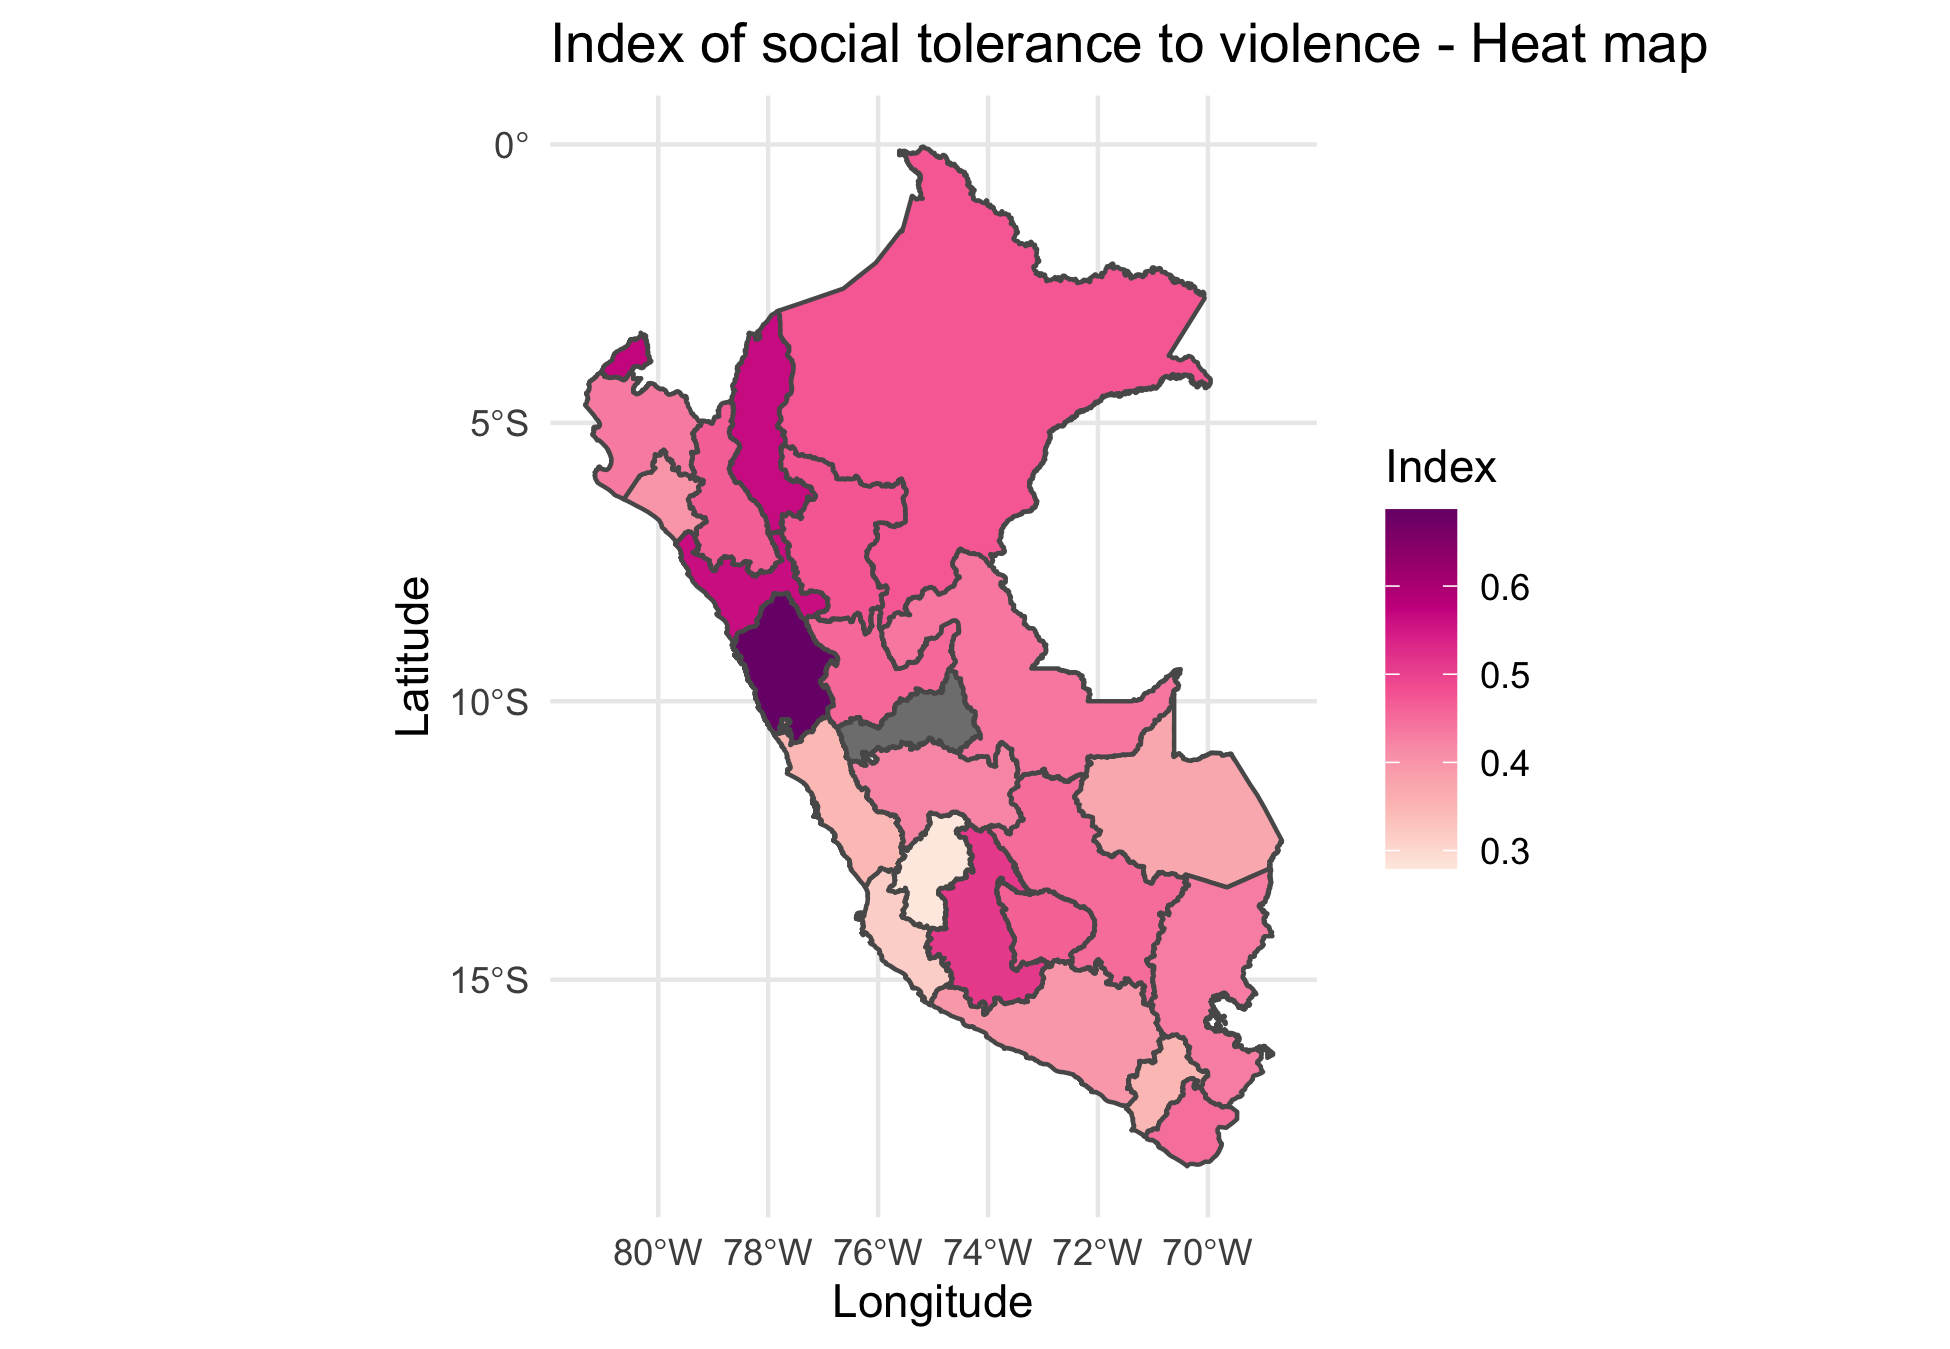 Index of social tolerance to violence - Heat map
0°
5°S
10°S
15°S
Latitude
80°W 78°W 76°W 74°W 72°W 70°W
Longitude
Index
0.6
0.5
0.4
0.3